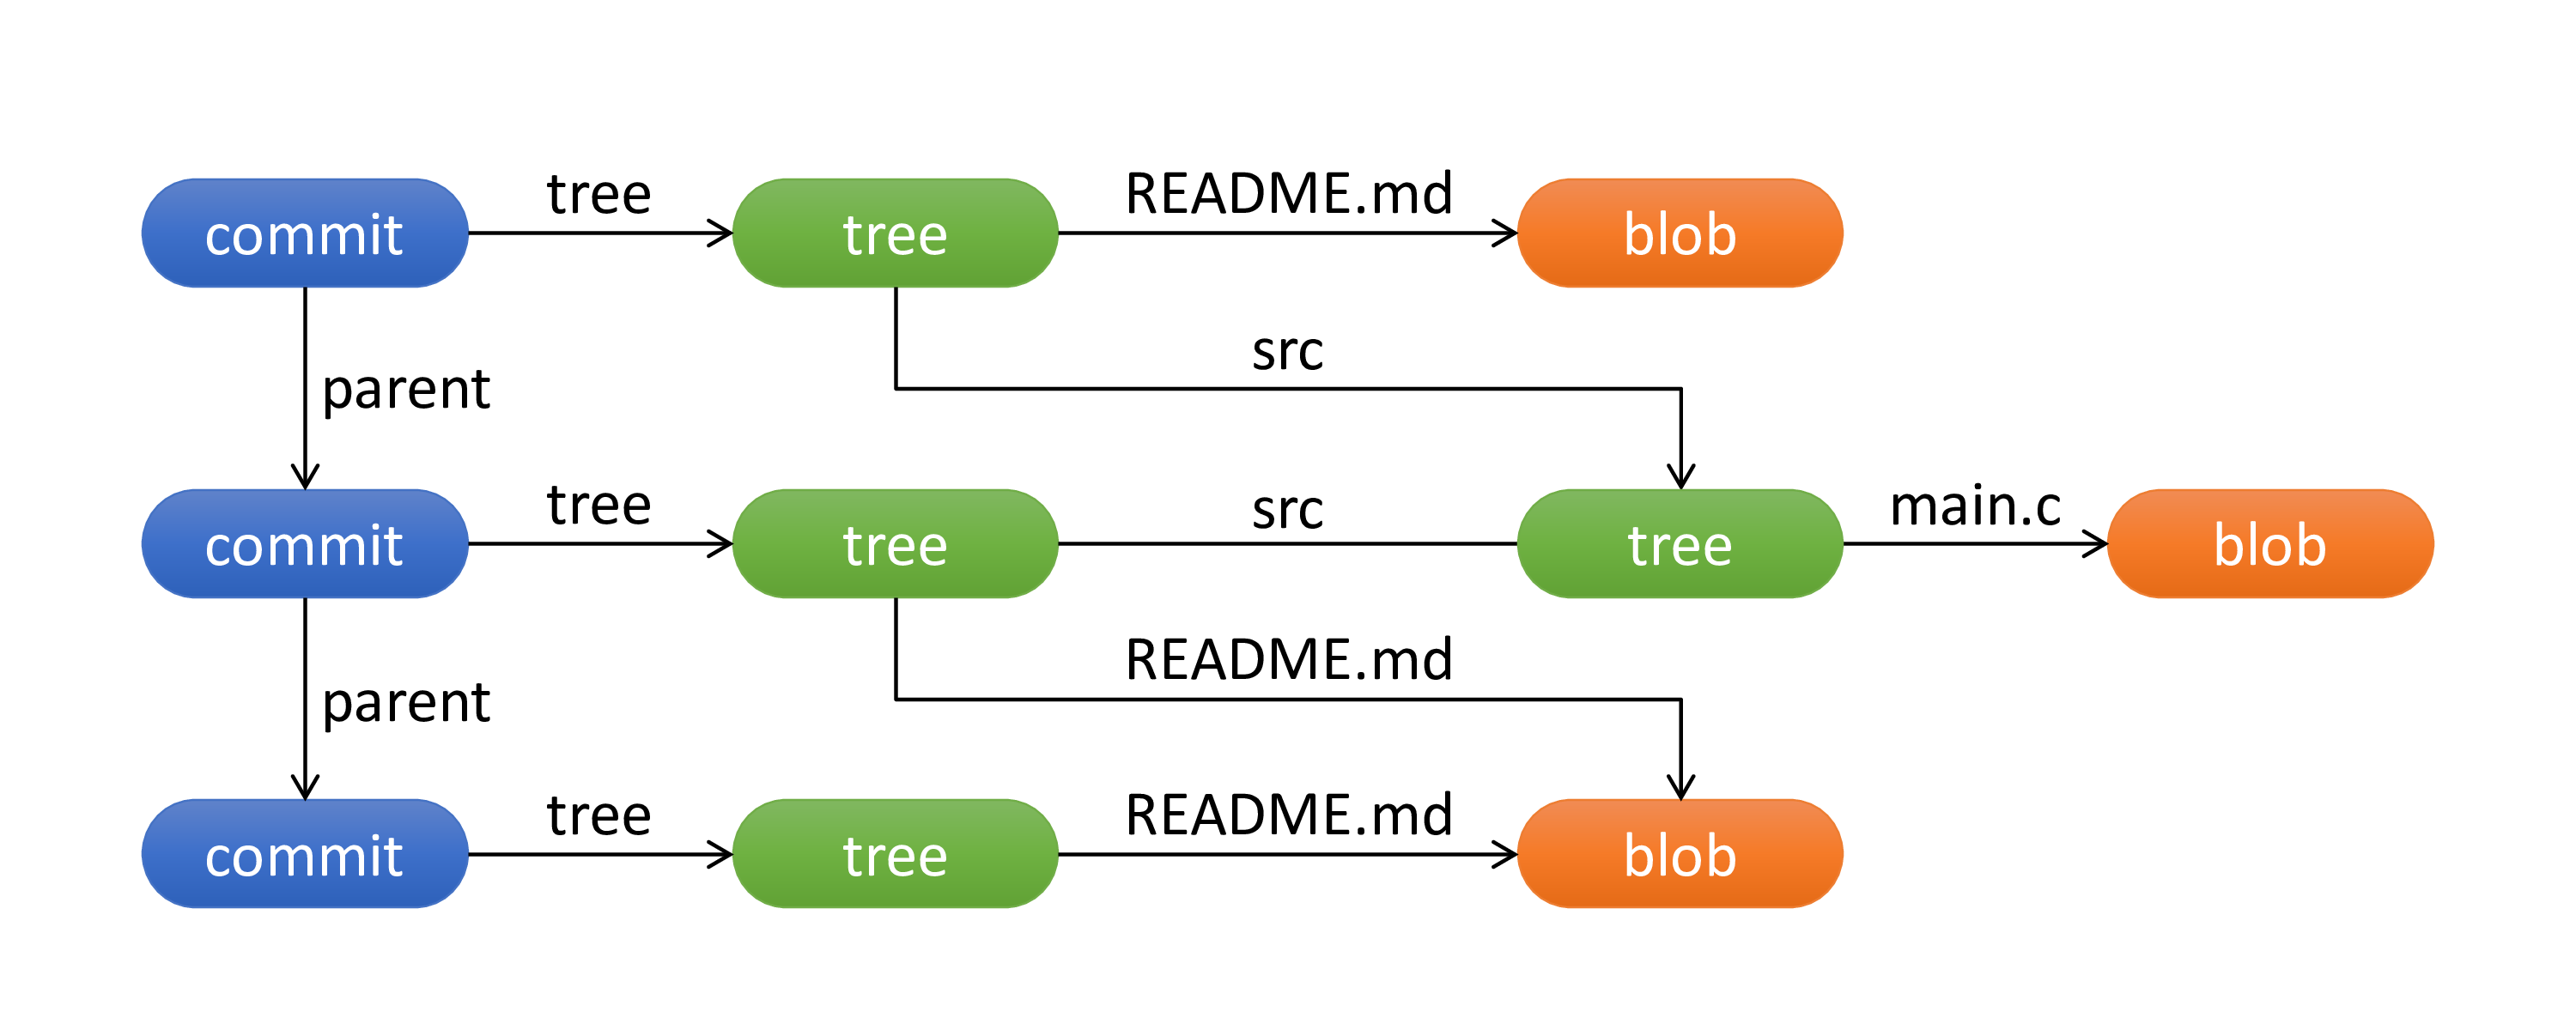 commit tree tree README.md blob
src
parent
commit tree tree src tree main.c blob
README.md
parent
commit tree tree README.md blob